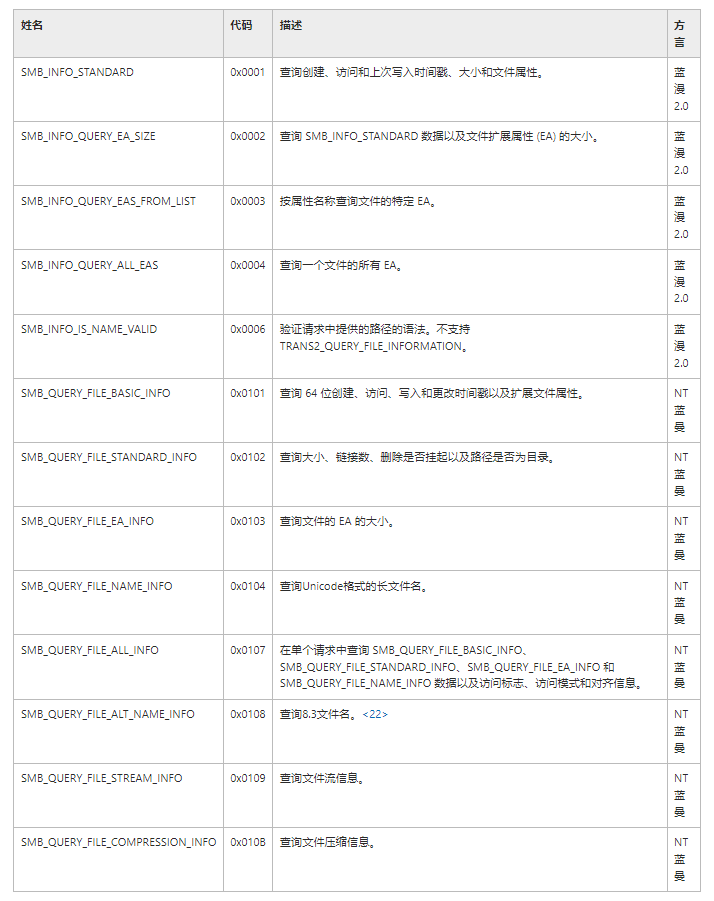 姓名 代码 描述 方
言
SMB_INFO_STANDARD 0x0001 查询创建、访问和上次写入时间戳、大小和文件属性。 蓝
漫
2.0
SMB_INFO_QUERY_EA_SIZE 0x0002 查询 SMB_INFO_STANDARD 数据以及文件扩展属性 (EA) 的大小。 蓝
漫
2.0
SMB_INFO_QUERY_EAS_FROM_LIST 0x0003 按属性名称查询文件的特定 EA。 蓝
漫
2.0
SMB_INFO_QUERY_ALL_EAS 0x0004 查询一个文件的所有 EA。 蓝
漫
2.0
SMB_INFO_IS_NAME_VALID 0x0006 验证请求中提供的路径的语法。不支持 蓝
TRANS2_QUERY_FILE_INFORMATION。 漫
2.0
SMB_QUERY_FILE_BASIC_INFO 0x0101 查询 64 位创建、访问、写入和更改时间戳以及扩展文件属性。 NT
蓝
曼
SMB_QUERY_FILE_STANDARD_INFO 0x0102 查询大小、链接数、删除是否挂起以及路径是否为目录。 NT
蓝
曼
SMB_QUERY_FILE_EA_INFO 0x0103 查询文件的 EA 的大小。 NT
蓝
曼
SMB_QUERY_FILE_NAME_INFO 0x0104 查询Unicode格式的长文件名。 NT
蓝
曼
SMB_QUERY_FILE_ALL_INFO 0x0107 在单个请求中查询 SMB_QUERY_FILE_BASIC_INFO、 NT
SMB_QUERY_FILE_STANDARD_INFO、SMB_QUERY_FILE_EA_INFO 和 蓝
SMB_QUERY_FILE_NAME_INFO 数据以及访问标志、访问模式和对齐信息。 曼
SMB_QUERY_FILE_ALT_NAME_INFO 0x0108 查询8.3文件名。<22> NT
蓝
曼
SMB_QUERY_FILE_STREAM_INFO 0x0109 查询文件流信息。 NT
蓝
曼
SMB_QUERY_FILE_COMPRESSION_INFO 0x010B 查询文件压缩信息。 NT
蓝
曼